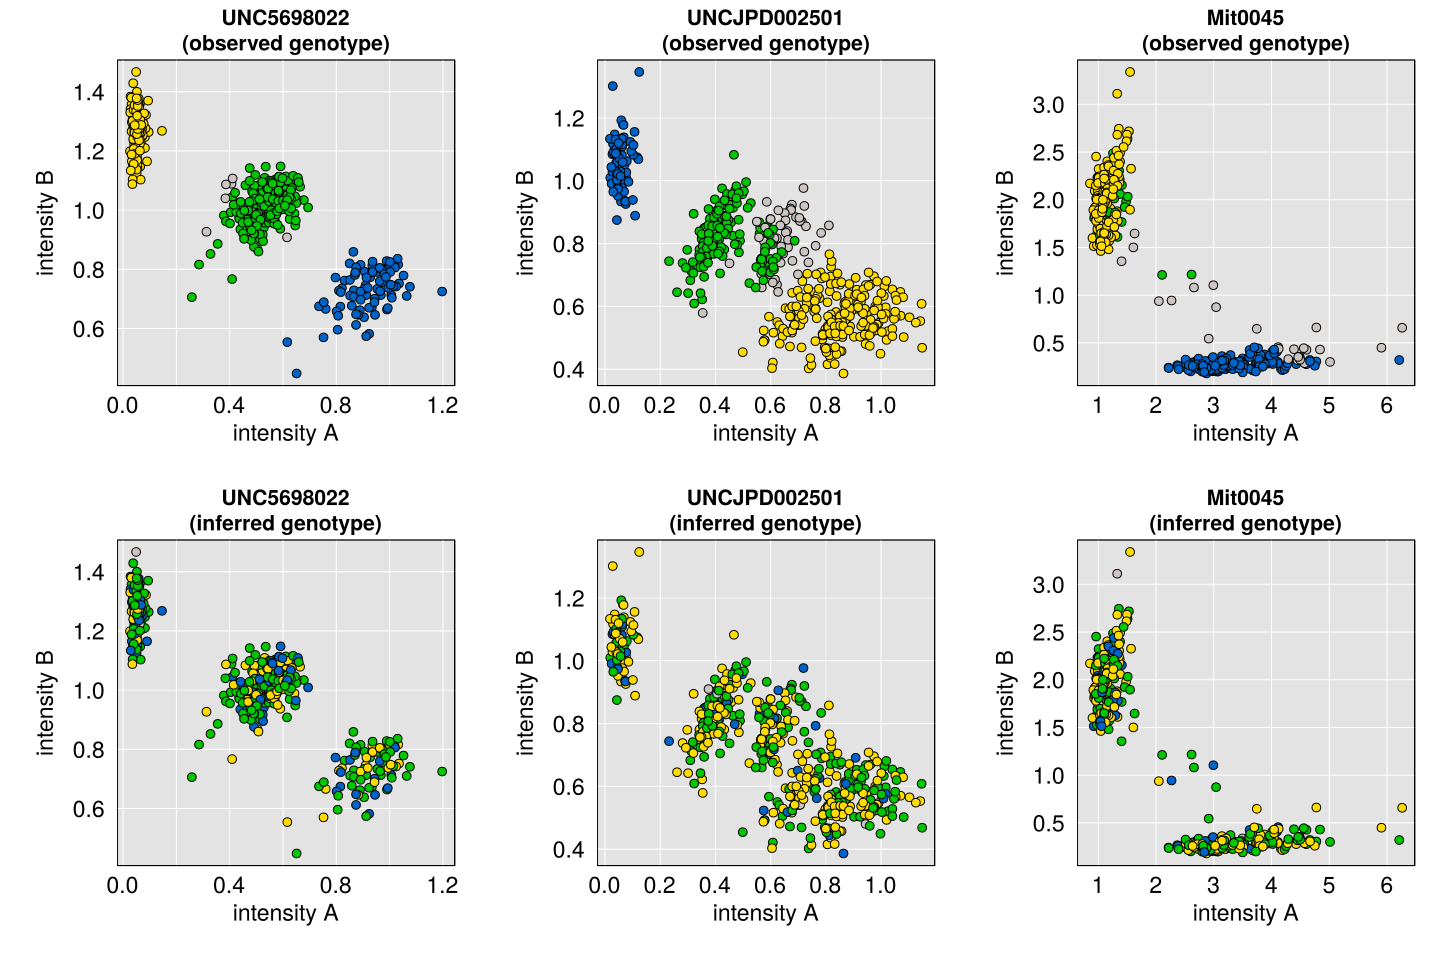 UNC5698022
(observed genotype)
intensity B
1.4
1.2
1.0
0.8
0.6
0.0 0.4 0.8 1.2
intensity A
UNCJPD002501
(observed genotype)
intensity B
1.2
1.0
0.8
0.6
0.4
0.0 0.2 0.4 0.6 0.8 1.0
intensity A
Mit0045
(observed genotype)
intensity B
3.0
2.5
2.0
1.5
1.0
0.5
1 2 3 4 5 6
intensity A
UNC5698022
(inferred genotype)
intensity B
1.4
1.2
1.0
0.8
0.6
0.0 0.4 0.8 1.2
intensity A
UNCJPD002501
(inferred genotype)
intensity B
1.2
1.0
0.8
0.6
0.4
0.0 0.2 0.4 0.6 0.8 1.0
intensity A
Mit0045
(inferred genotype)
intensity B
3.0
2.5
2.0
1.5
1.0
0.5
1 2 3 4 5 6
intensity A